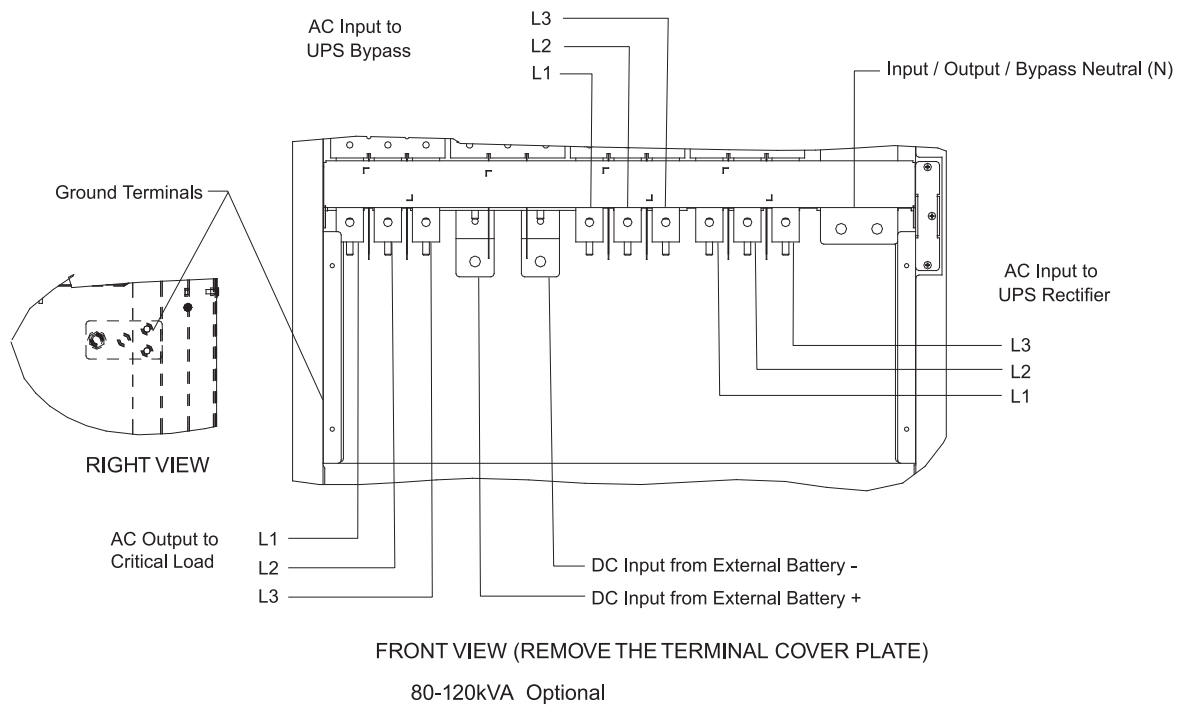 AC Input to
UPS Bypass
L3
L2
L1
Input / Output / Bypass Neutral (N)
Ground Terminals
AC Input to
UPS Rectifier
L3
L2
L1
RIGHT VIEW
AC Output to
Critical Load
L1
L2
L3
DC Input from External Battery -
DC Input from External Battery +
FRONT VIEW (REMOVE THE TERMINAL COVER PLATE)
80-120kVA Optional